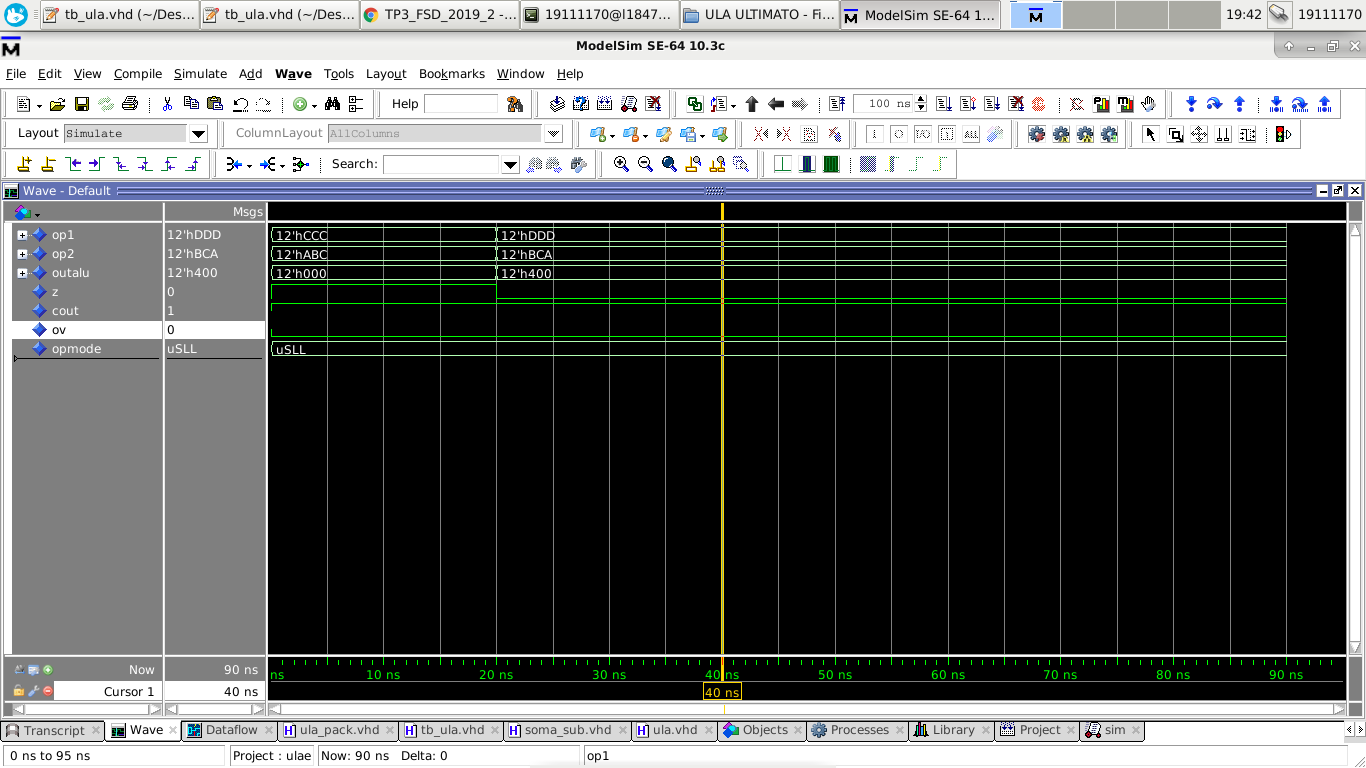 tb_ula.vhd (~/Des... tb_ula.vhd (~/Des... TP3_FSD_2019_2 -... 19111170@I1847... ULA ULTIMATO - Fi... ModelSim SE-64 1... 19:42 19111170
ModelSim SE-64 10.3c
File Edit View Compile Simulate Add Wave Tools Layout Bookmarks Window Help
Help 100 ns
Layout Simulate ColumnLayout AllColumns
Search:
Wave - Default
Msgs
op1 12'hDDD 12'hCCC 12'hDDD
op2 12'hBCA 12'hABC 12'hBCA
outalu 12'h400 12'h000 12'h400
z 0
cout 1
ov 0
opmode uSLL uSLL
Now 90 ns ns 10 ns 20 ns 30 ns 40 ns 50 ns 60 ns 70 ns 80 ns 90 ns
Cursor 1 40 ns 40 ns
Transcript Wave Dataflow ula_pack.vhd tb_ula.vhd soma_sub.vhd ula.vhd Objects Processes Library Project sim
0 ns to 95 ns Project : ulae Now: 90 ns Delta: 0 op1